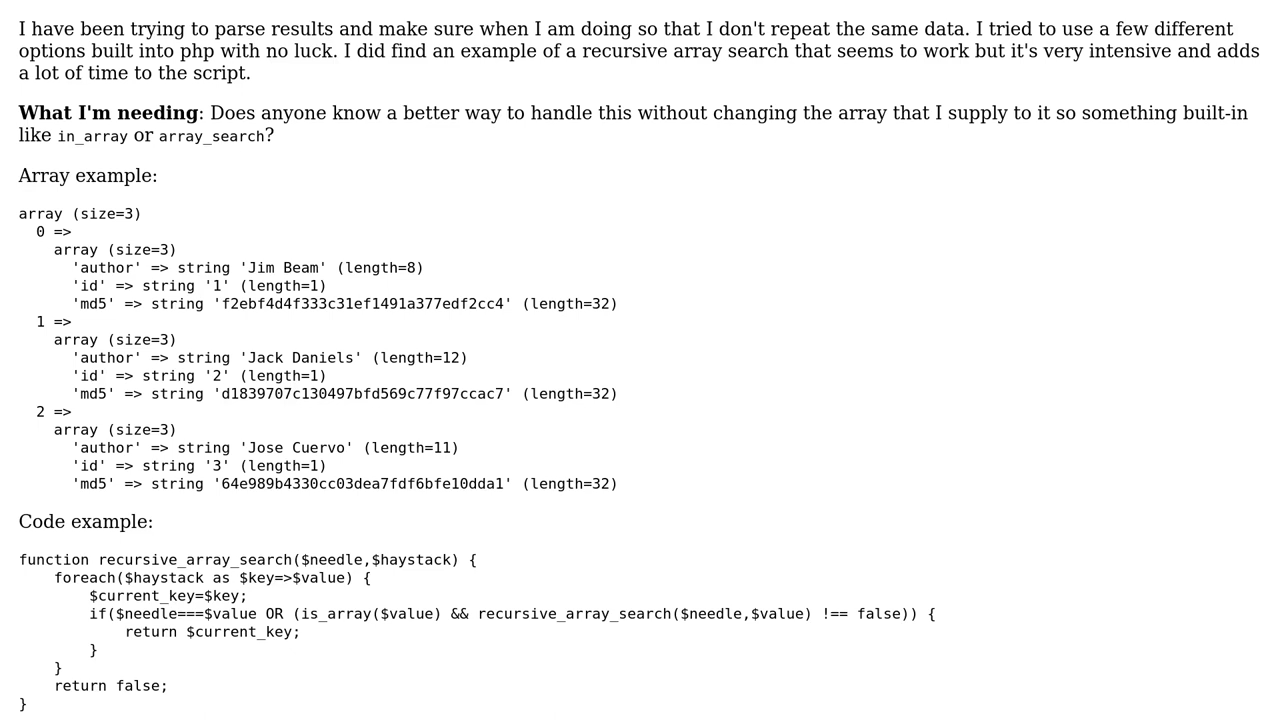 I have been trying to parse results and make sure when I am doing so that I don't repeat the same data. I tried to use a few different
options built into php with no luck. I did find an example of a recursive array search that seems to work but it's very intensive and adds
a lot of time to the script.
What I'm needing: Does anyone know a better way to handle this without changing the array that I supply to it so something built-in
like in_array or array_search?
Array example:
array (size=3)
  0 =>
    array (size=3)
      'author' => string 'Jim Beam' (length=8)
      'id' => string '1' (length=1)
      'md5' => string 'f2ebf4d4f333c31ef1491a377edf2cc4' (length=32)
  1 =>
    array (size=3)
      'author' => string 'Jack Daniels' (length=12)
      'id' => string '2' (length=1)
      'md5' => string 'd1839707c130497bfd569c77f97ccac7' (length=32)
  2 =>
    array (size=3)
      'author' => string 'Jose Cuervo' (length=11)
      'id' => string '3' (length=1)
      'md5' => string '64e989b4330cc03dea7fdf6bfe10dda1' (length=32)
Code example:
function recursive_array_search($needle,$haystack) {
    foreach($haystack as $key=>$value) {
        $current_key=$key;
        if($needle===$value OR (is_array($value) && recursive_array_search($needle,$value) !== false)) {
            return $current_key;
        }
    }
    return false;
}